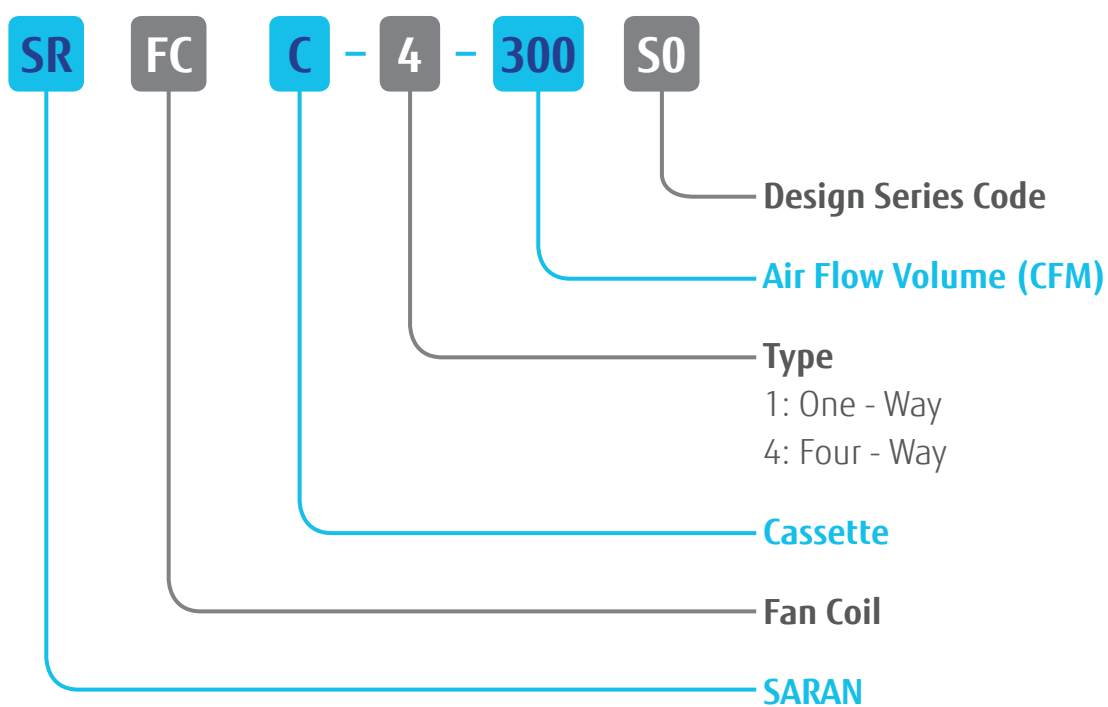 SR FC C - 4 - 300 S0
Design Series Code
Air Flow Volume (CFM)
Type
1: One - Way
4: Four - Way
Cassette
Fan Coil
SARAN